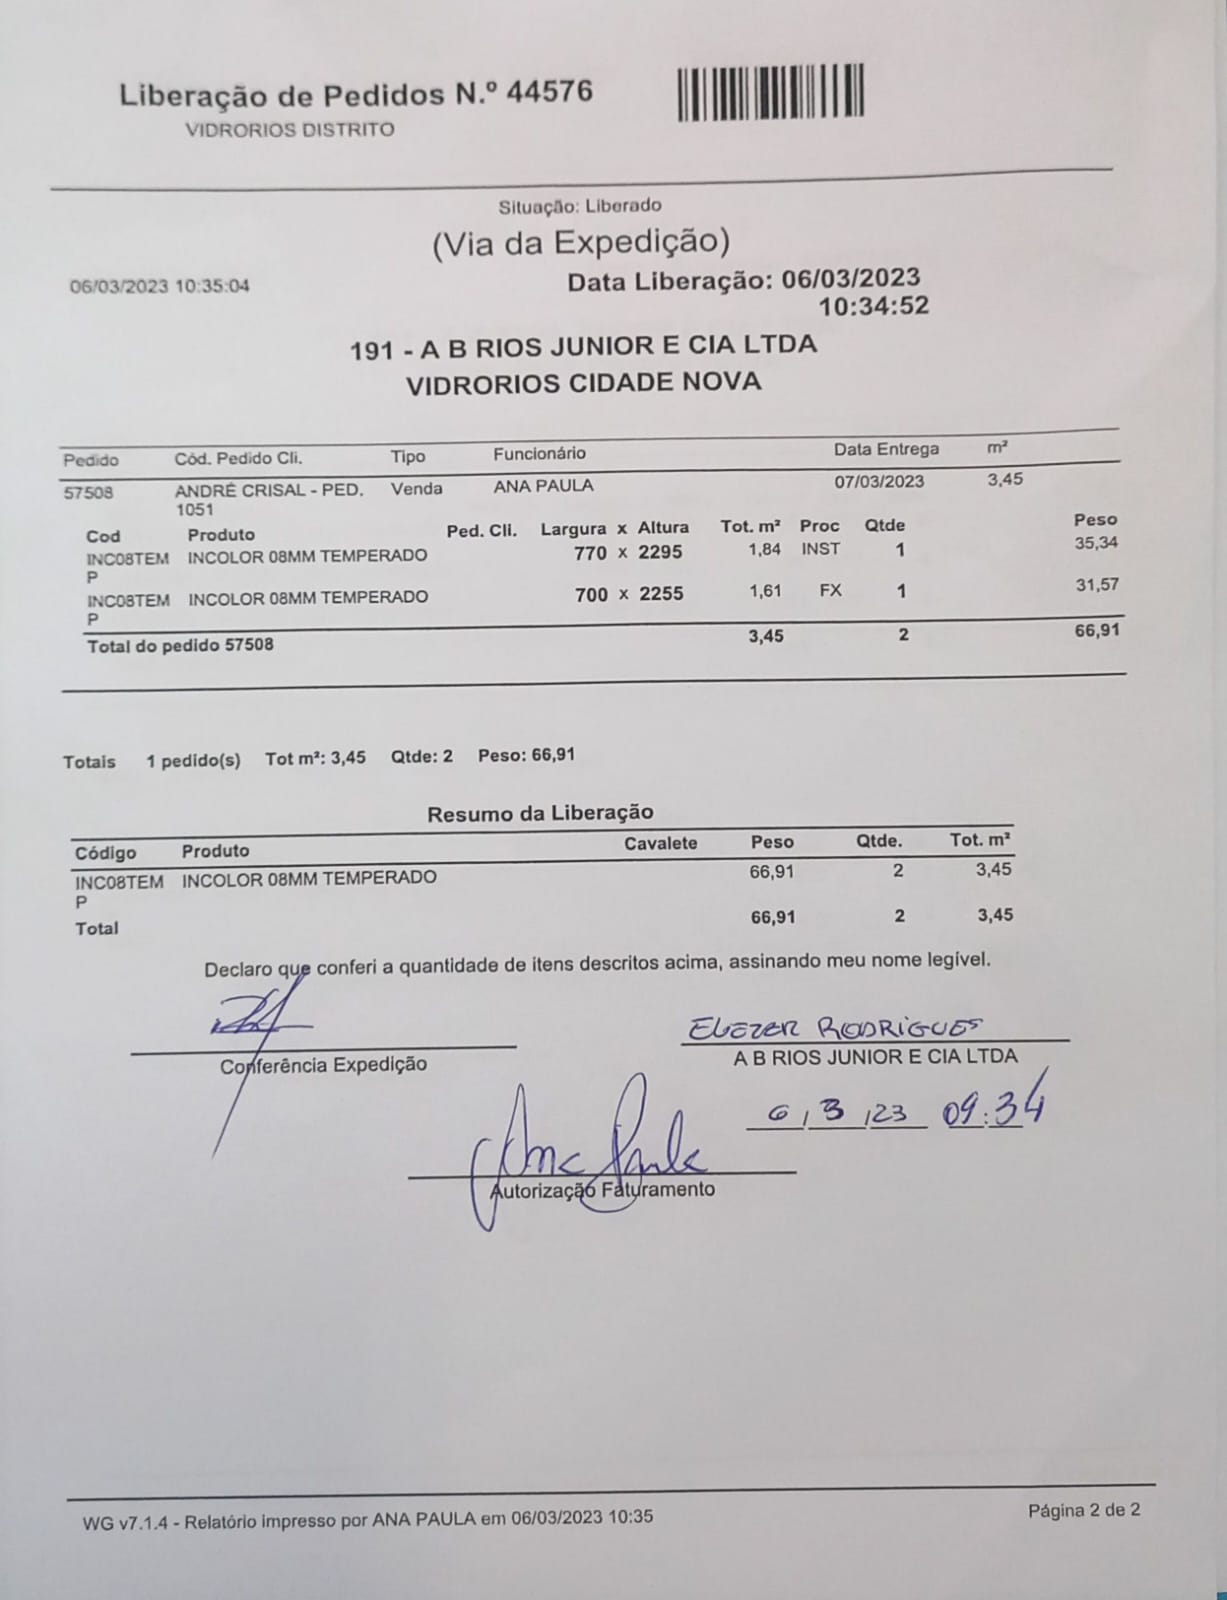 Liberação de Pedidos N.º 44576
VIDRORIOS DISTRITO
Situação: Liberado
(Via da Expedição)
06/03/2023 10:35:04
Data Liberação: 06/03/2023
10:34:52
191 - A B RIOS JUNIOR E CIA LTDA
VIDRORIOS CIDADE NOVA
Pedido Cód. Pedido Cli. Tipo Funcionário Data Entrega m²
57508 ANDRÉ CRISAL - PED. Venda ANA PAULA 07/03/2023 3,45
1051
Cod Produto Ped. Cli. Largura x Altura Tot. m² Proc Qtde Peso
INC08TEM INCOLOR 08MM TEMPERADO 770 x 2295 1,84 INST 1 35,34
P
INC08TEM INCOLOR 08MM TEMPERADO 700 x 2255 1,61 FX 1 31,57
P
Total do pedido 57508 3,45 2 66,91
Totais 1 pedido(s) Tot m²: 3,45 Qtde: 2 Peso: 66,91
Resumo da Liberação
Código Produto Cavalete Peso Qtde. Tot. m²
INC08TEM INCOLOR 08MM TEMPERADO 66,91 2 3,45
P
Total 66,91 2 3,45
Declaro que conferi a quantidade de itens descritos acima, assinando meu nome legível.
ELIEZER RODRIGUES
Conferência Expedição A B RIOS JUNIOR E CIA LTDA
6 / 3 / 23 09:34
Ana Paula
Autorização Faturamento
WG v7.1.4 - Relatório impresso por ANA PAULA em 06/03/2023 10:35 Página 2 de 2